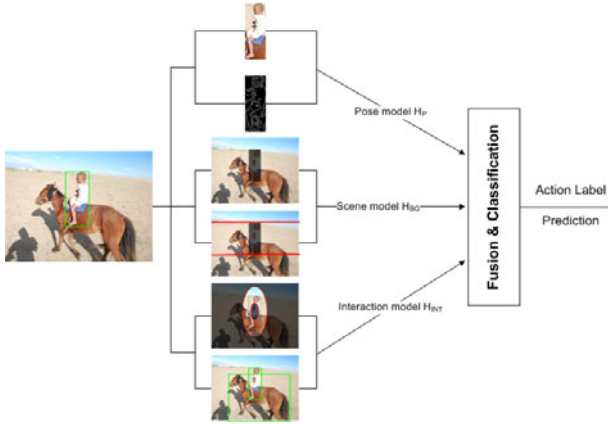 Pose model H_P
Scene model H_BG
Interaction model H_INT
Fusion & Classification
Action Label
Prediction